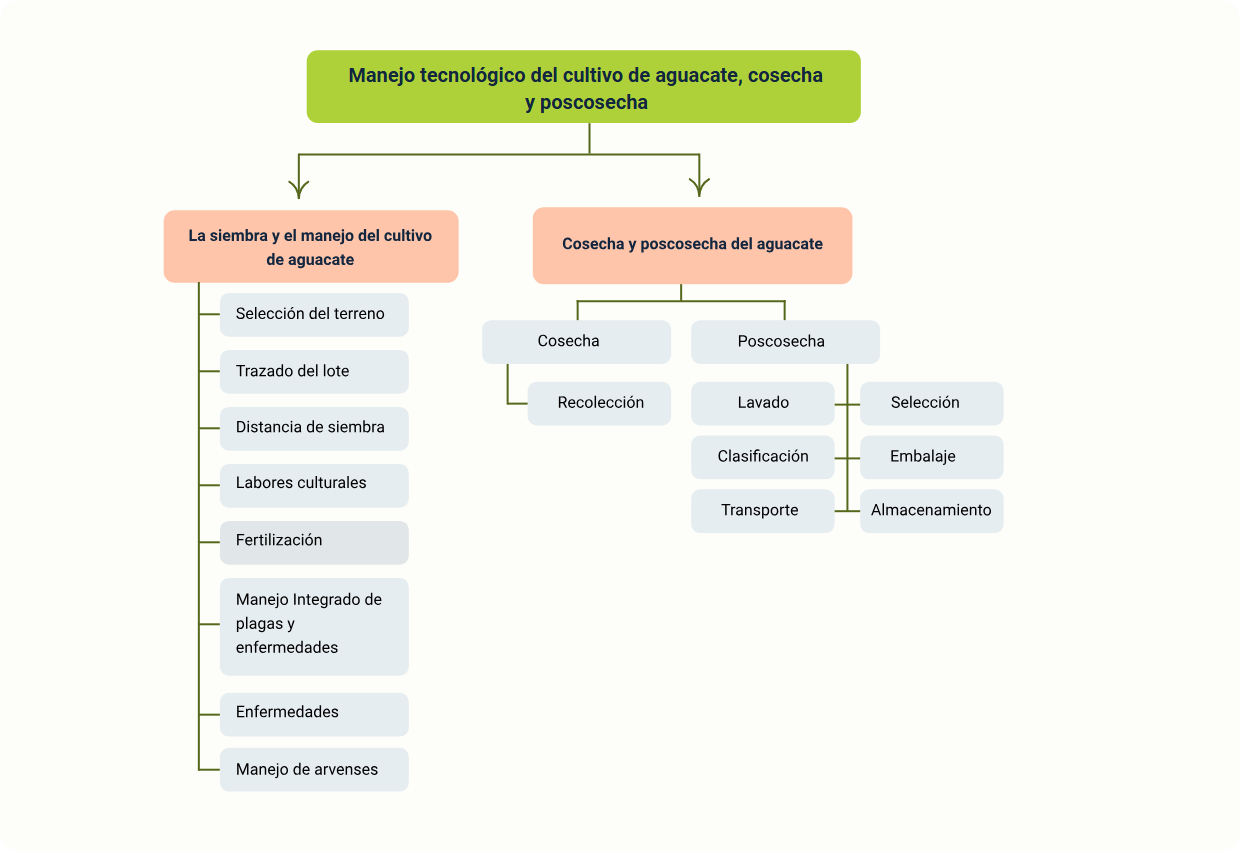 Manejo tecnológico del cultivo de aguacate, cosecha
y poscosecha
La siembra y el manejo del cultivo
de aguacate
Selección del terreno
Trazado del lote
Distancia de siembra
Labores culturales
Fertilización
Manejo Integrado de
plagas y
enfermedades
Enfermedades
Manejo de arvenses
Cosecha y poscosecha del aguacate
Cosecha
Recolección
Poscosecha
Lavado
Selección
Clasificación
Embalaje
Transporte
Almacenamiento